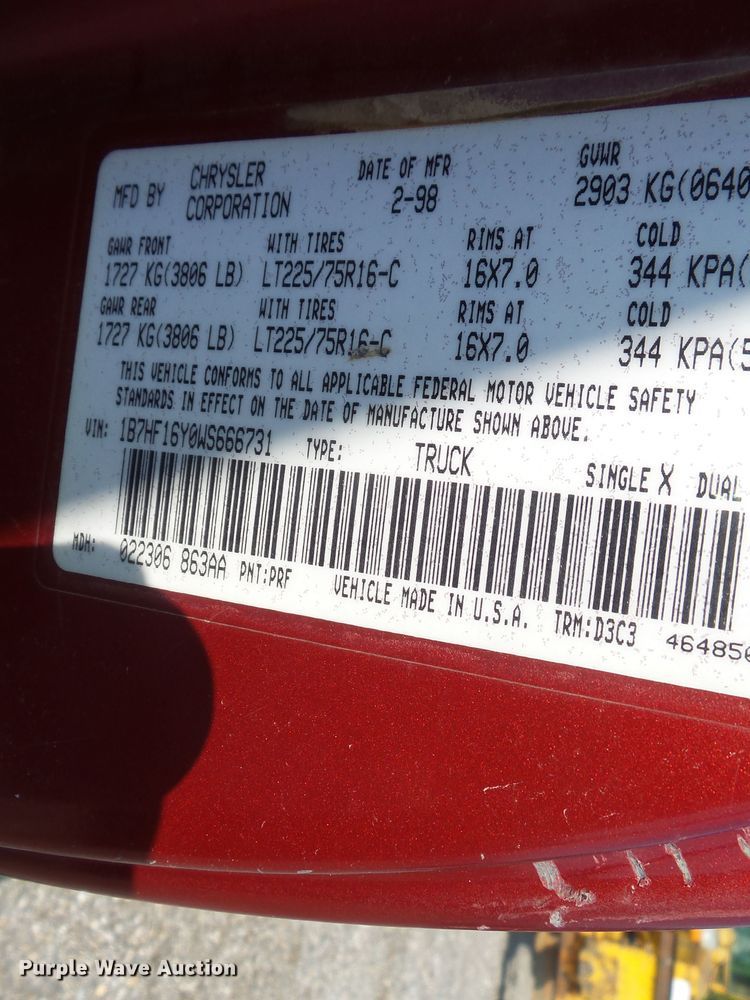 MFD BY CHRYSLER CORPORATION DATE OF MFR 2-98 GVWR 2903 KG(0640
GAWR FRONT WITH TIRES RIMS AT COLD
1727 KG(3806 LB) LT225/75R16-C 16X7.0 344 KPA(
GAWR REAR WITH TIRES RIMS AT COLD
1727 KG(3806 LB) LT225/75R16-C 16X7.0 344 KPA(5
THIS VEHICLE CONFORMS TO ALL APPLICABLE FEDERAL MOTOR VEHICLE SAFETY
STANDARDS IN EFFECT ON THE DATE OF MANUFACTURE SHOWN ABOVE.
VIN: 1B7HF16Y0WS666731 TYPE: TRUCK SINGLE X DUAL
MDH: 022306 863AA PNT:PRF VEHICLE MADE IN U.S.A. TRM:D3C3 464850
Purple Wave Auction